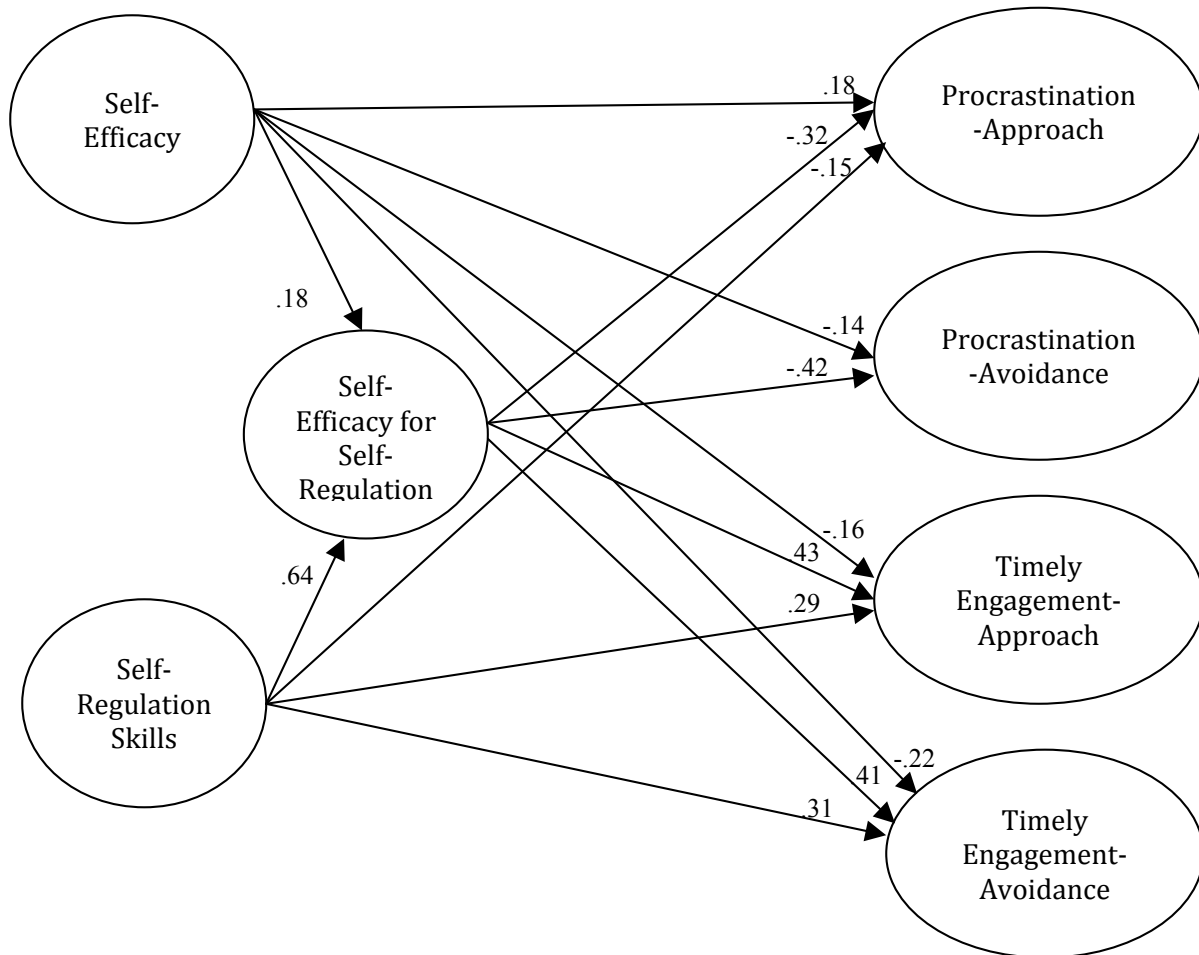 Self-
Efficacy
.18
Procrastination
-Approach
-.32
-.15
.18
-.14
Procrastination
-Avoidance
-.42
Self-
Efficacy for
Self-
Regulation
-.16
43
Timely
Engagement-
Approach
.64
.29
Self-
Regulation
Skills
-.22
41
.31
Timely
Engagement-
Avoidance